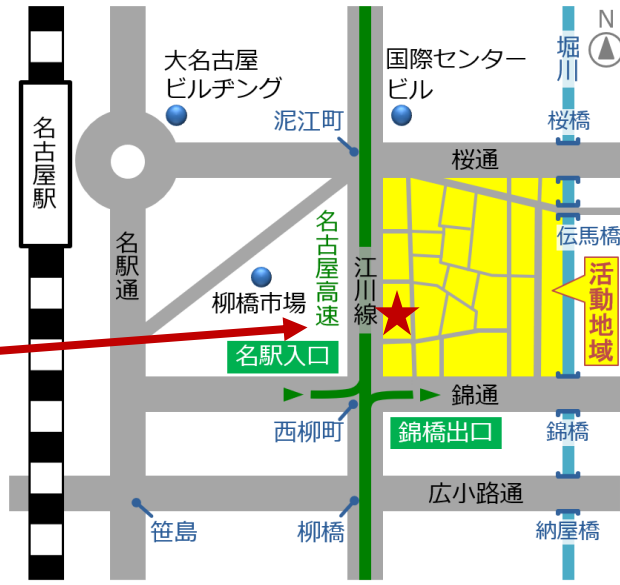 N
大名古屋
ビルヂング
国際センター
ビル
堀川
泥江町
桜橋
桜通
名古屋駅
名駅通
名古屋高速
江川線
伝馬橋
活動地域
柳橋市場
名駅入口
錦通
西柳町
錦橋出口
錦橋
広小路通
笹島
柳橋
納屋橋